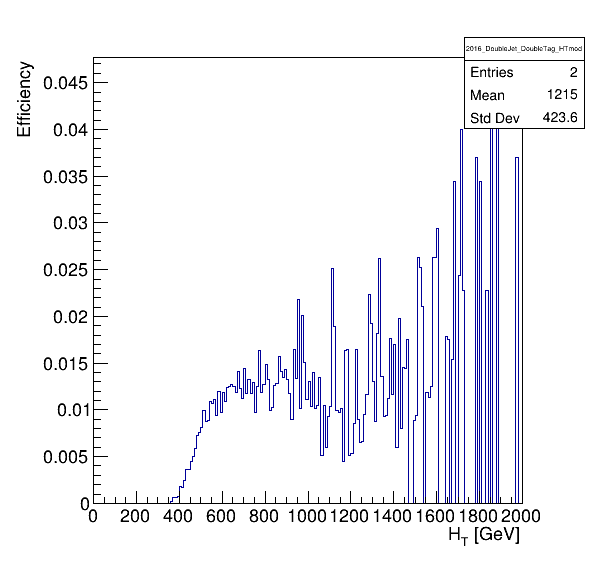 2016_DoubleJet_DoubleTag_HTmod
Entries 2
Mean 1215
Std Dev 423.6
Efficiency
0.045
0.04
0.035
0.03
0.025
0.02
0.015
0.01
0.005
0
0 200 400 600 800 1000 1200 1400 1600 1800 2000
HT [GeV]